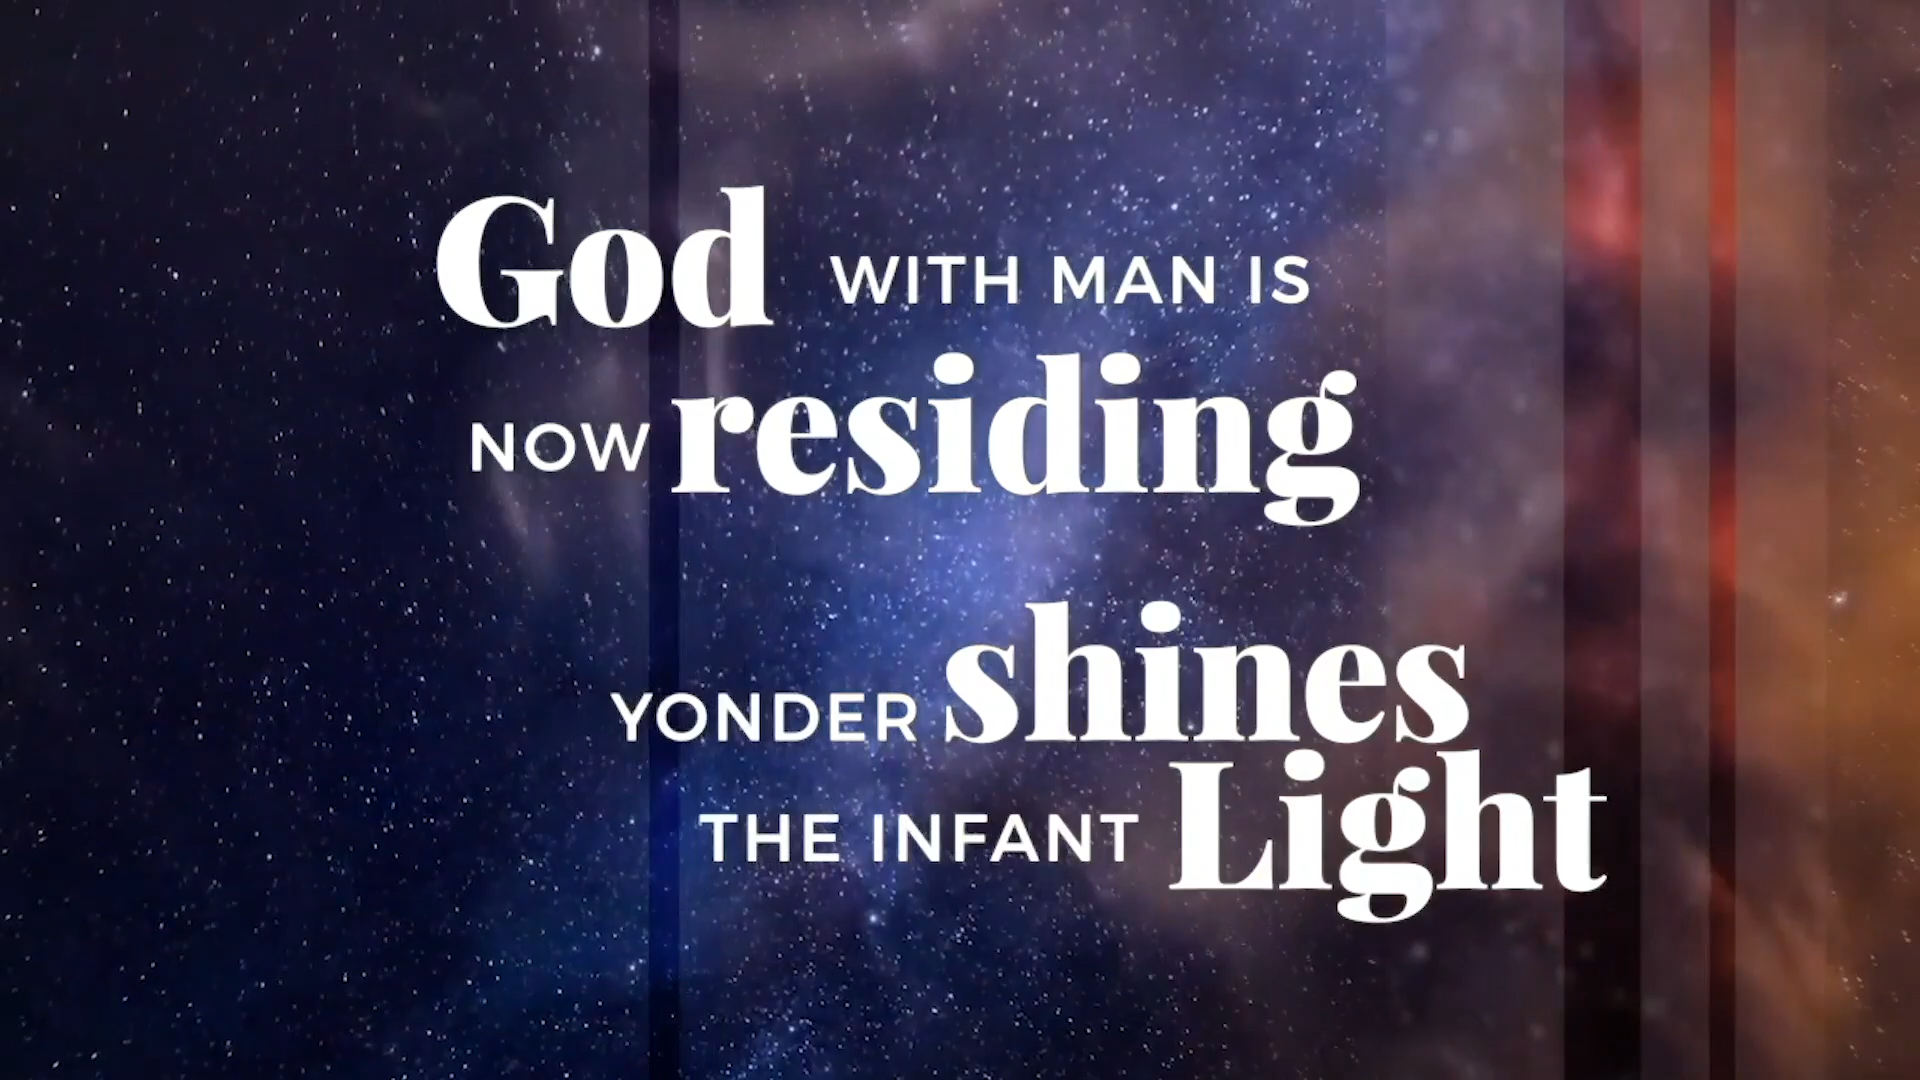 God WITH MAN IS
NOW residing
YONDER shines
THE INFANT Light